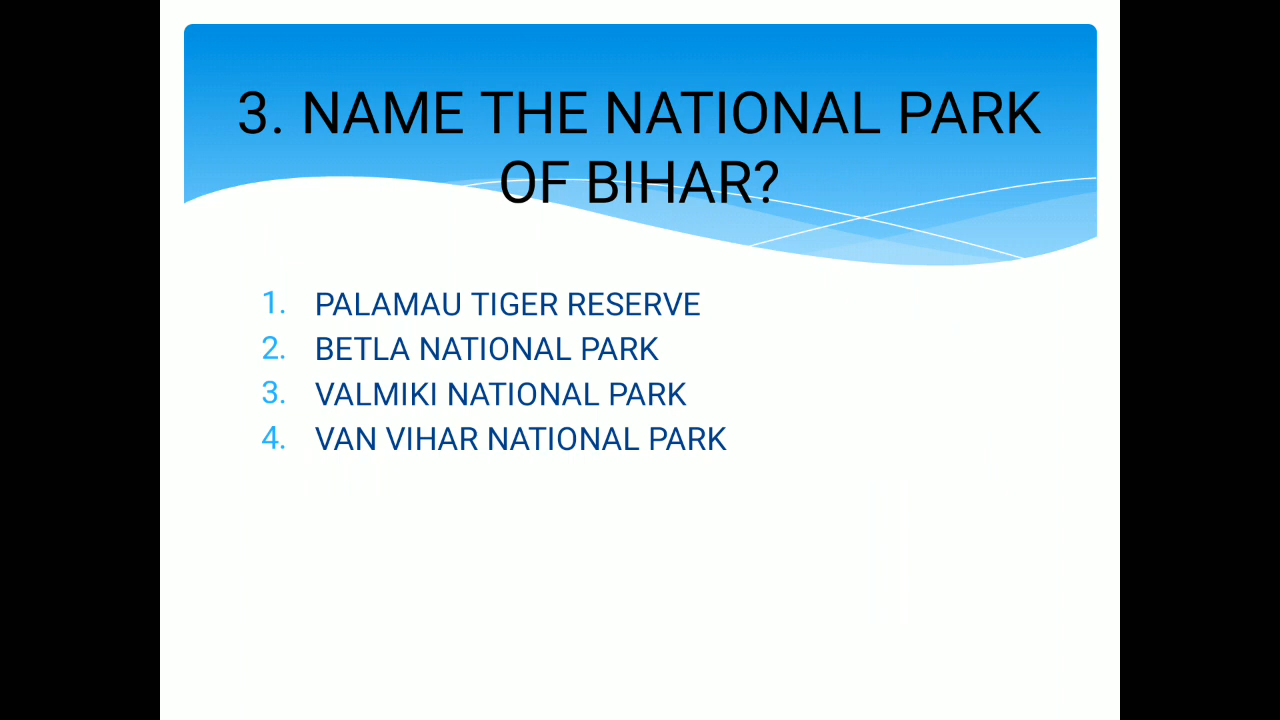 3. NAME THE NATIONAL PARK
OF BIHAR?
1. PALAMAU TIGER RESERVE
2. BETLA NATIONAL PARK
3. VALMIKI NATIONAL PARK
4. VAN VIHAR NATIONAL PARK